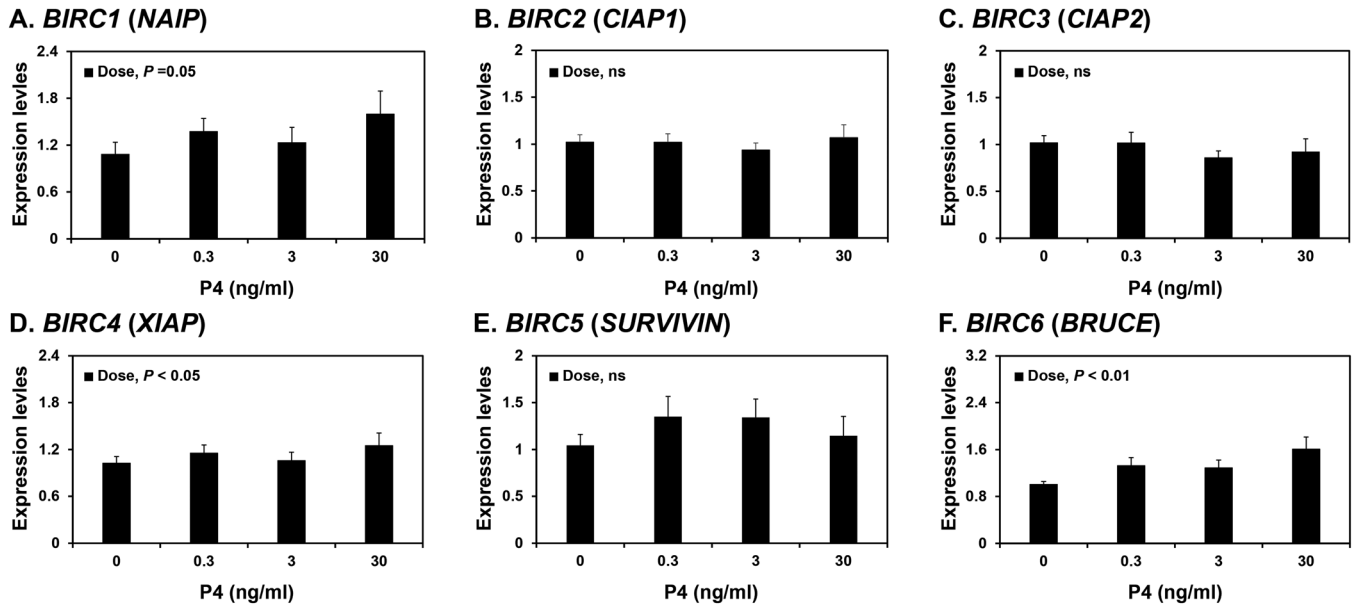 A. BIRC1 (NAIP)
2.4
1.8
1.2
0.6
0
Expression levles
Dose, P =0.05
0 0.3 3 30
P4 (ng/ml)
B. BIRC2 (CIAP1)
2
1.5
1
0.5
0
Expression levles
Dose, ns
0 0.3 3 30
P4 (ng/ml)
C. BIRC3 (CIAP2)
2
1.5
1
0.5
0
Expression levles
Dose, ns
0 0.3 3 30
P4 (ng/ml)
D. BIRC4 (XIAP)
2.4
1.8
1.2
0.6
0
Expression levles
Dose, P < 0.05
0 0.3 3 30
P4 (ng/ml)
E. BIRC5 (SURVIVIN)
2
1.5
1
0.5
0
Expression levles
Dose, ns
0 0.3 3 30
P4 (ng/ml)
F. BIRC6 (BRUCE)
3.2
2.4
1.6
0.8
0
Expression levles
Dose, P < 0.01
0 0.3 3 30
P4 (ng/ml)